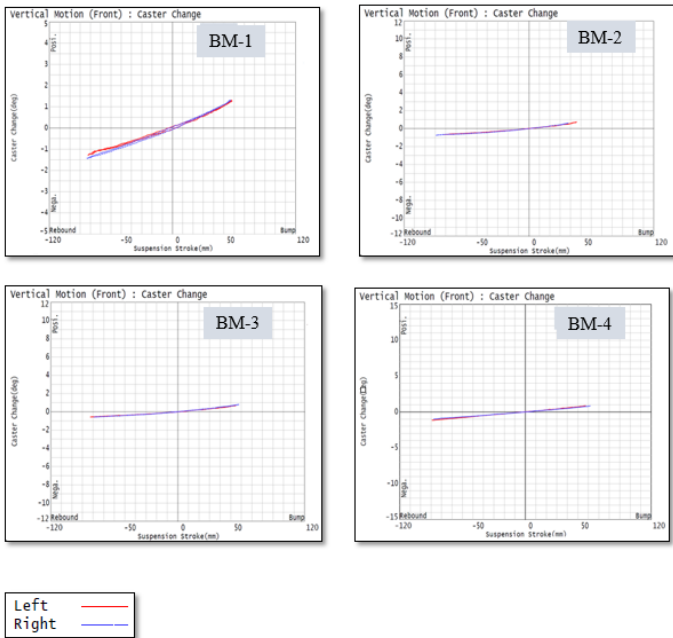 Vertical Motion (Front) : Caster Change
BM-1
Caster Change(deg)
Posi.
Nega.
5
4
3
2
1
0
-1
-2
-3
-4
-5
Rebound
Bump
-120
-50
0
50
120
Suspension Stroke(mm)
Vertical Motion (Front) : Caster Change
BM-2
Caster Change(deg)
Posi.
Nega.
12
10
8
6
4
2
0
-2
-4
-6
-8
-10
-12
Rebound
Bump
-120
-50
0
50
120
Suspension Stroke(mm)
Vertical Motion (Front) : Caster Change
BM-3
Caster Change(deg)
Posi.
Nega.
12
10
8
6
4
2
0
-2
-4
-6
-8
-10
-12
Rebound
Bump
-120
-50
0
50
120
Suspension Stroke(mm)
Vertical Motion (Front) : Caster Change
BM-4
Caster Change(deg)
Posi.
Nega.
15
10
5
0
-5
-10
-15
Rebound
Bump
-120
-50
0
50
120
Suspension Stroke(mm)
Left
Right